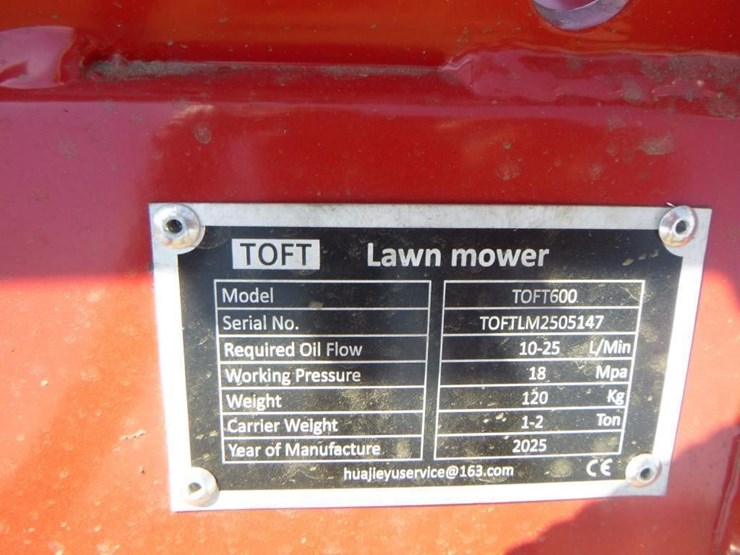 TOFT Lawn mower
Model TOFT600
Serial No. TOFTLM2505147
Required Oil Flow 10-25 L/Min
Working Pressure 18 Mpa
Weight 120 Kg
Carrier Weight 1-2 Ton
Year of Manufacture 2025
huajieyuservice@163.com CE